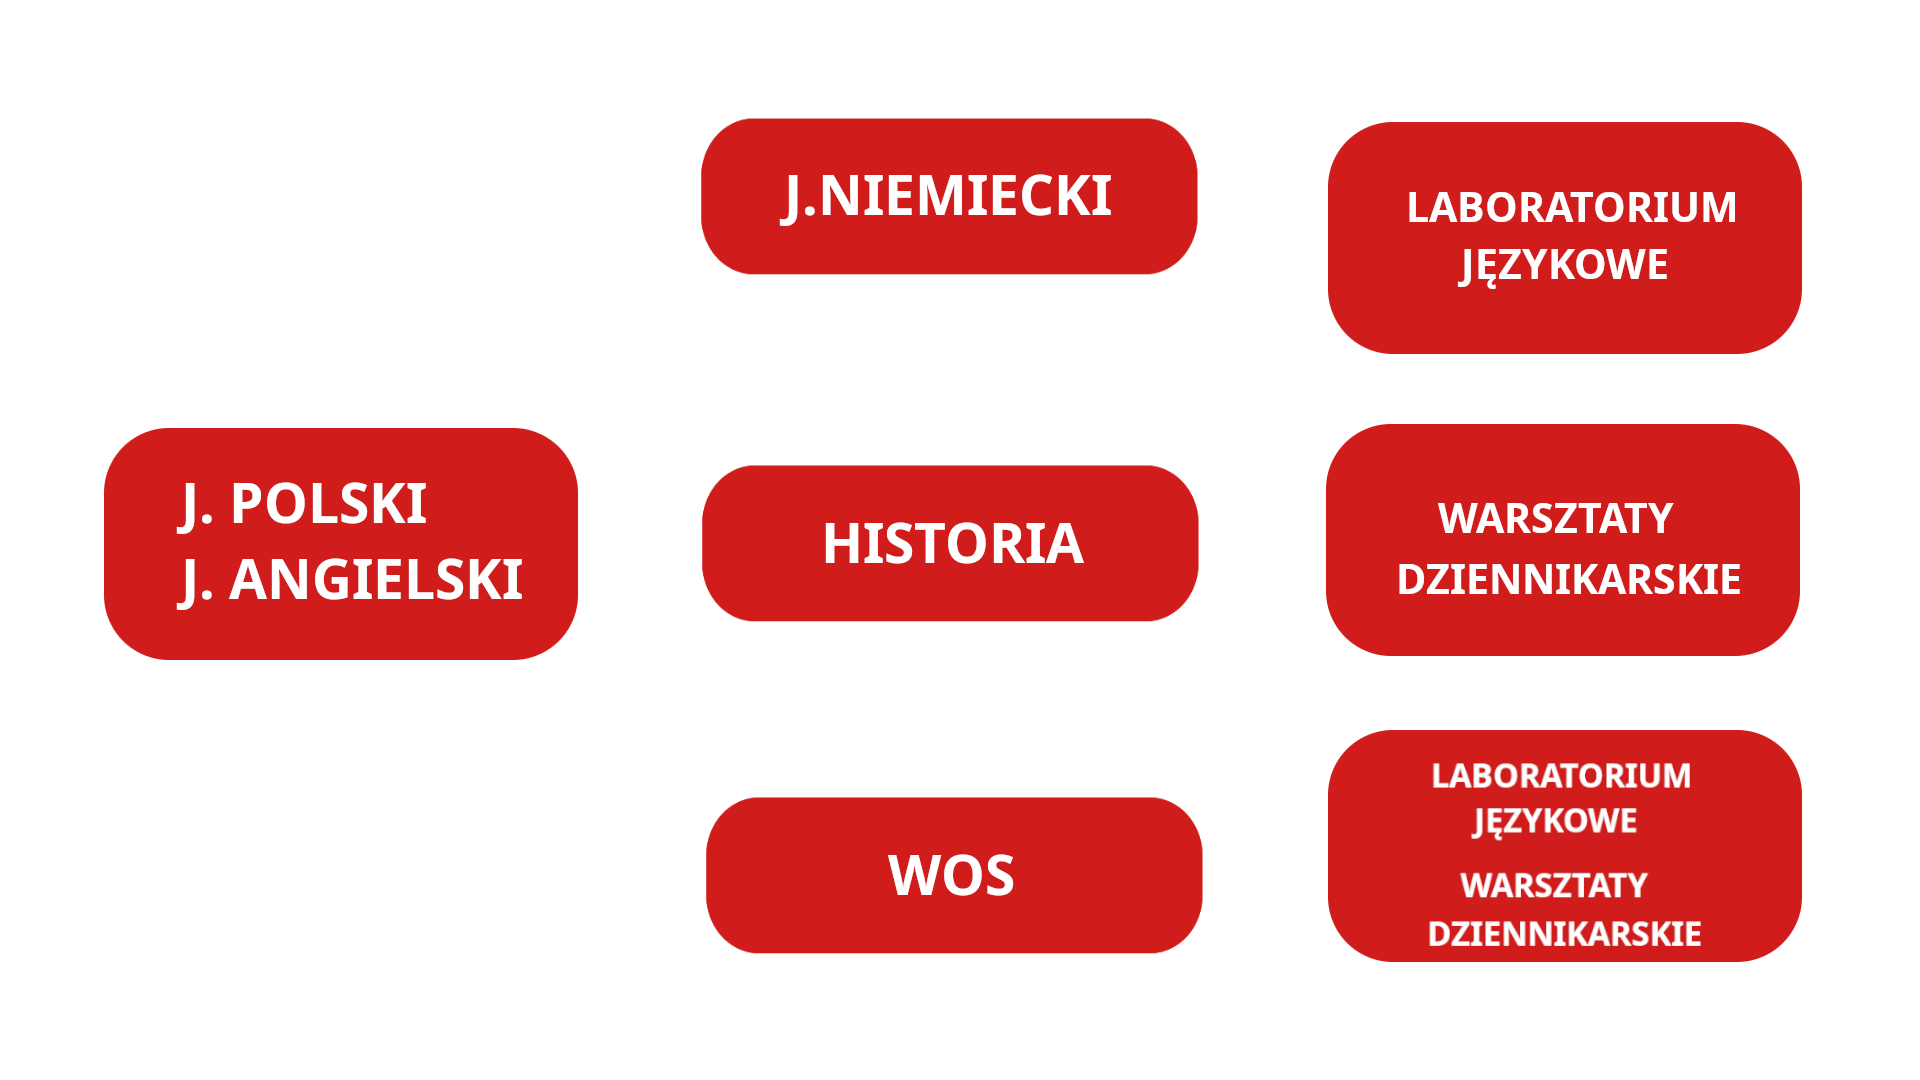 J. POLSKI
J. ANGIELSKI
J.NIEMIECKI
HISTORIA
WOS
LABORATORIUM
JĘZYKOWE
WARSZTATY
DZIENNIKARSKIE
LABORATORIUM
JĘZYKOWE
WARSZTATY
DZIENNIKARSKIE